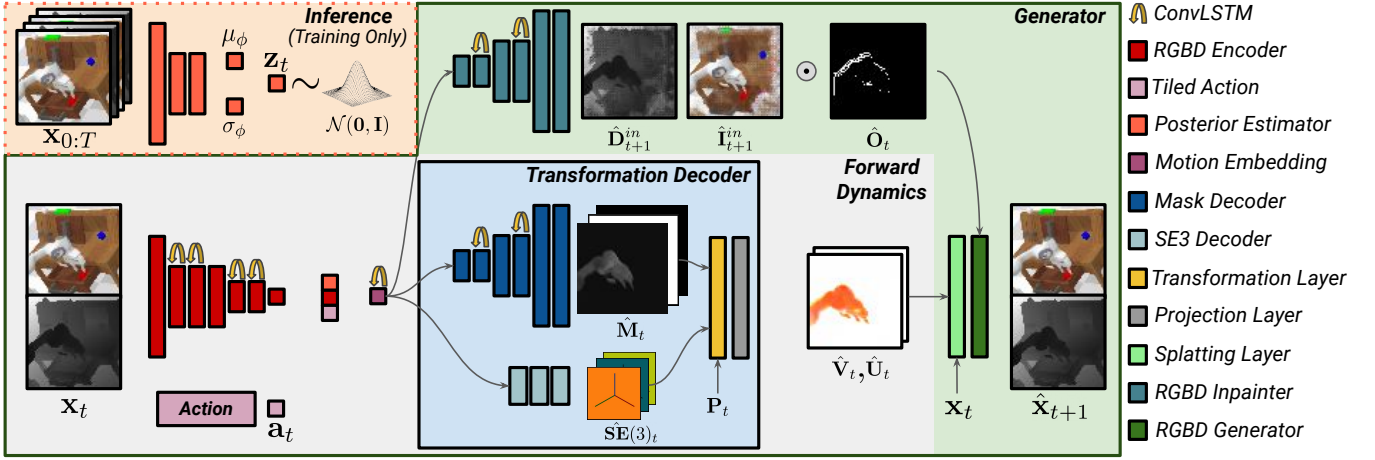 Inference
(Training Only)
μ_ϕ
σ_ϕ
z_t
∼
𝒩(0, I)
x_{0:T}
Generator
D̂^{in}_{t+1}
Î^{in}_{t+1}
⊙
Ô_t
Forward
Dynamics
Transformation Decoder
M̂_t
SÊ(3)_t
P_t
V̂_t,Û_t
x_t
Action
a_t
x_t
x̂_{t+1}
ConvLSTM
RGBD Encoder
Tiled Action
Posterior Estimator
Motion Embedding
Mask Decoder
SE3 Decoder
Transformation Layer
Projection Layer
Splatting Layer
RGBD Inpainter
RGBD Generator